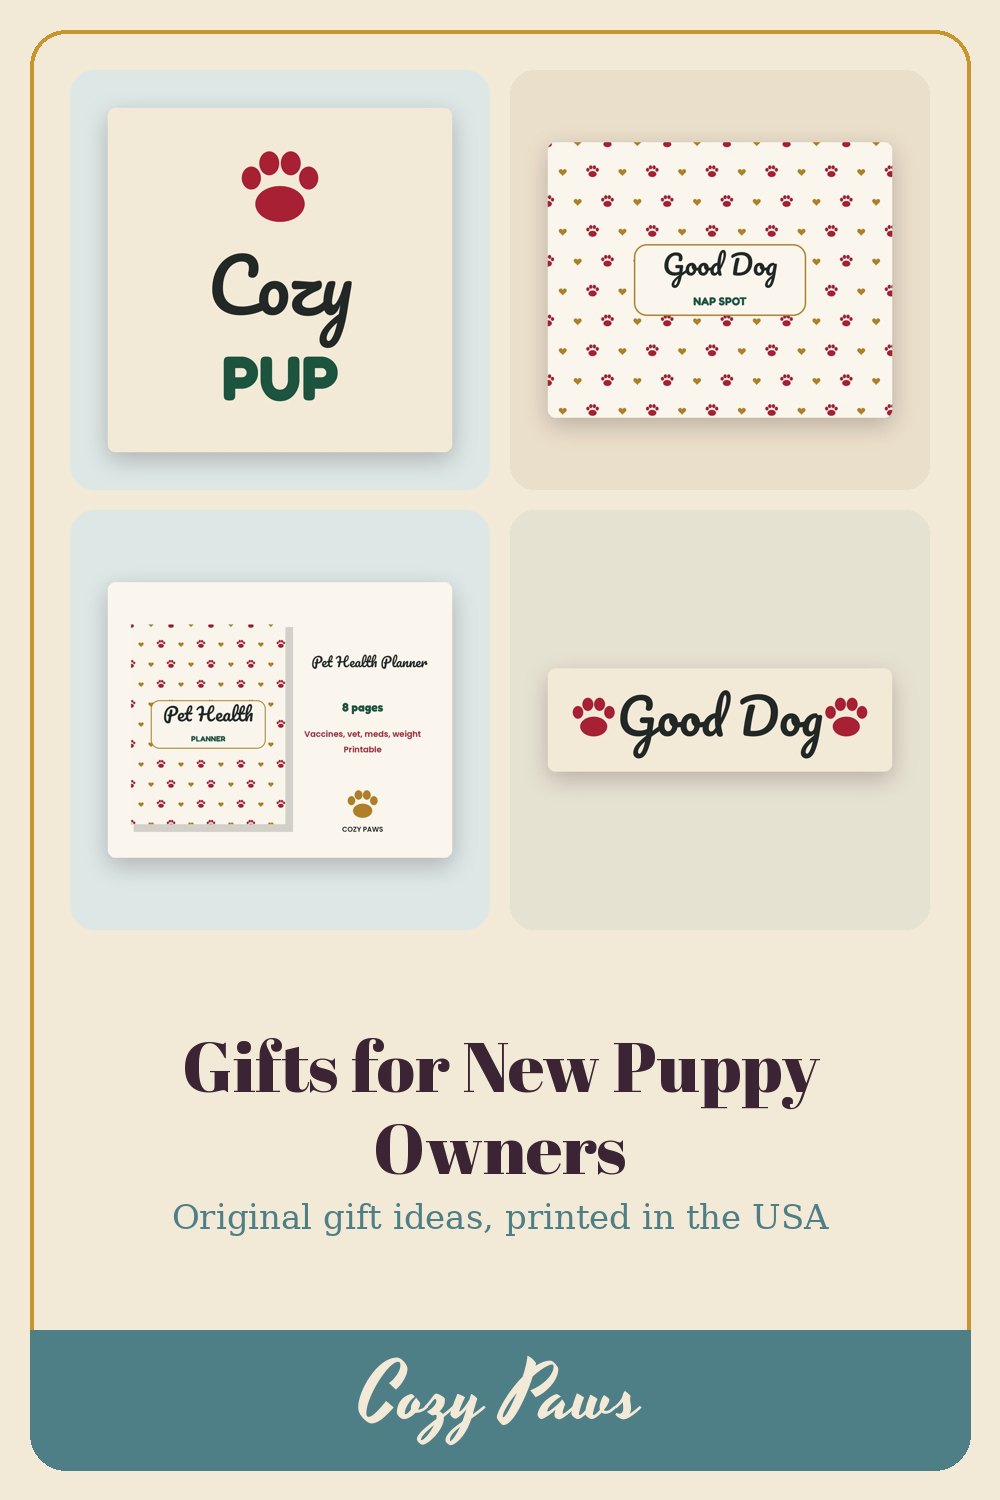 Cozy
PUP
Good Dog
NAP SPOT
Pet Health
PLANNER
Pet Health Planner
8 pages
Vaccines, vet, meds, weight
Printable
COZY PAWS
Good Dog
Gifts for New Puppy
Owners
Original gift ideas, printed in the USA
Cozy Paws